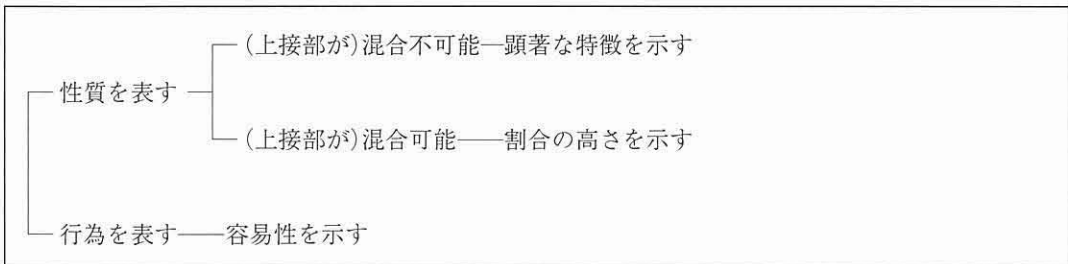 (上接部が)混合不可能―顕著な特徴を示す
性質を表す
(上接部が)混合可能――割合の高さを示す
行為を表す――容易性を示す